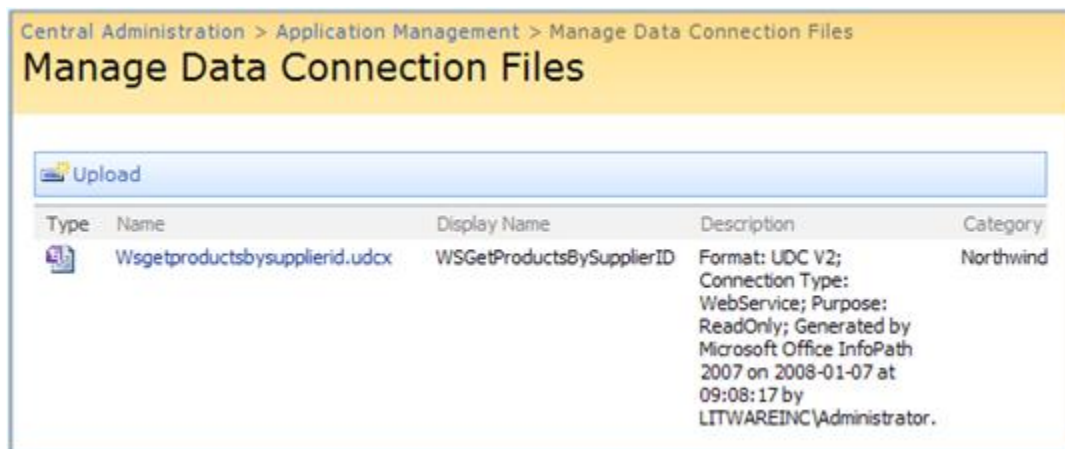 Central Administration > Application Management > Manage Data Connection Files
Manage Data Connection Files
Upload
Type Name Display Name Description Category
Wsgetproductsbysupplierid.udcx WSGetProductsBySupplierID Format: UDC V2; Northwind
Connection Type:
WebService; Purpose:
ReadOnly; Generated by
Microsoft Office InfoPath
2007 on 2008-01-07 at
09:08:17 by
LITWAREINC\Administrator.